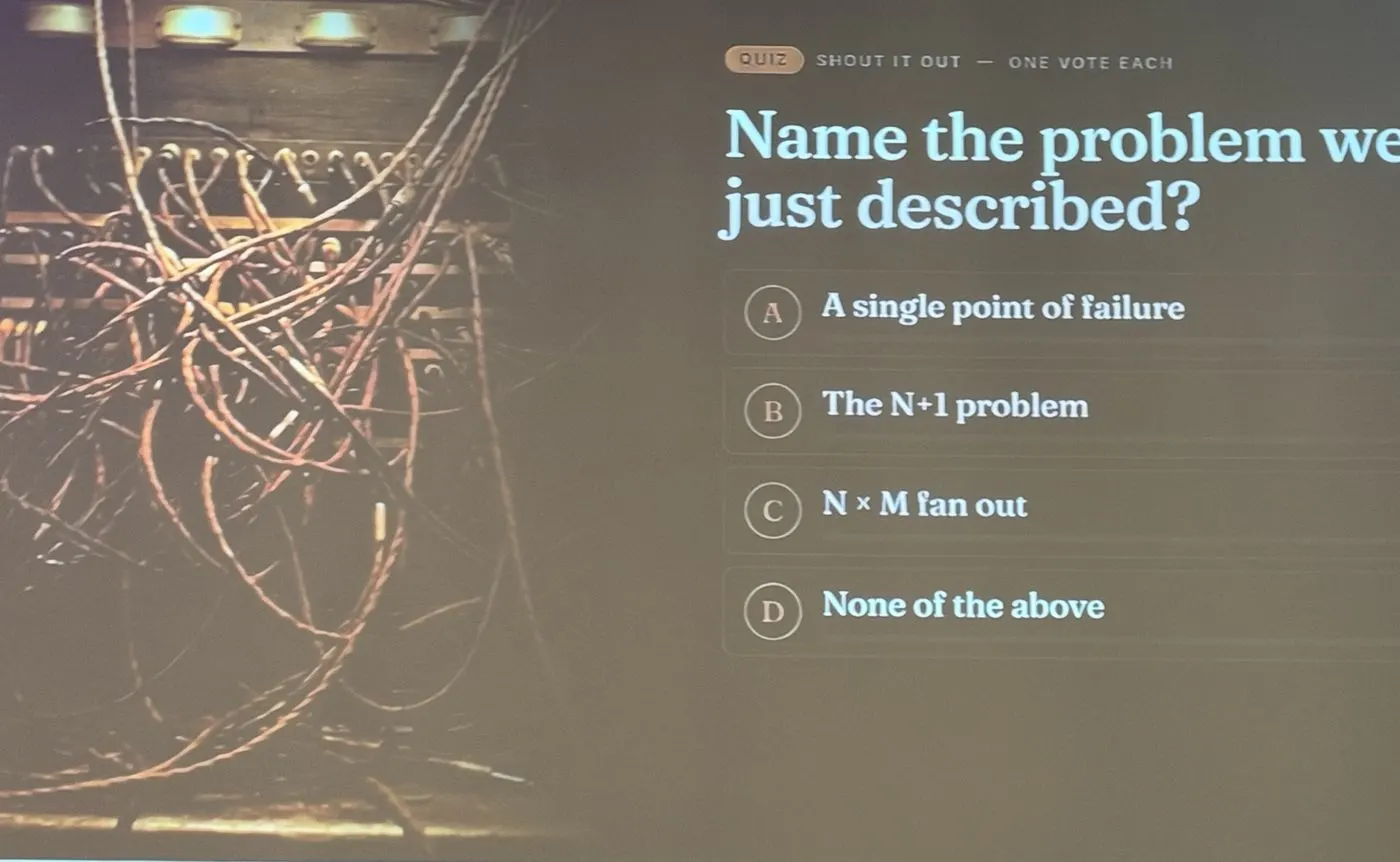 QUIZ SHOUT IT OUT — ONE VOTE EACH
Name the problem we
just described?
A A single point of failure
B The N+1 problem
C N × M fan out
D None of the above